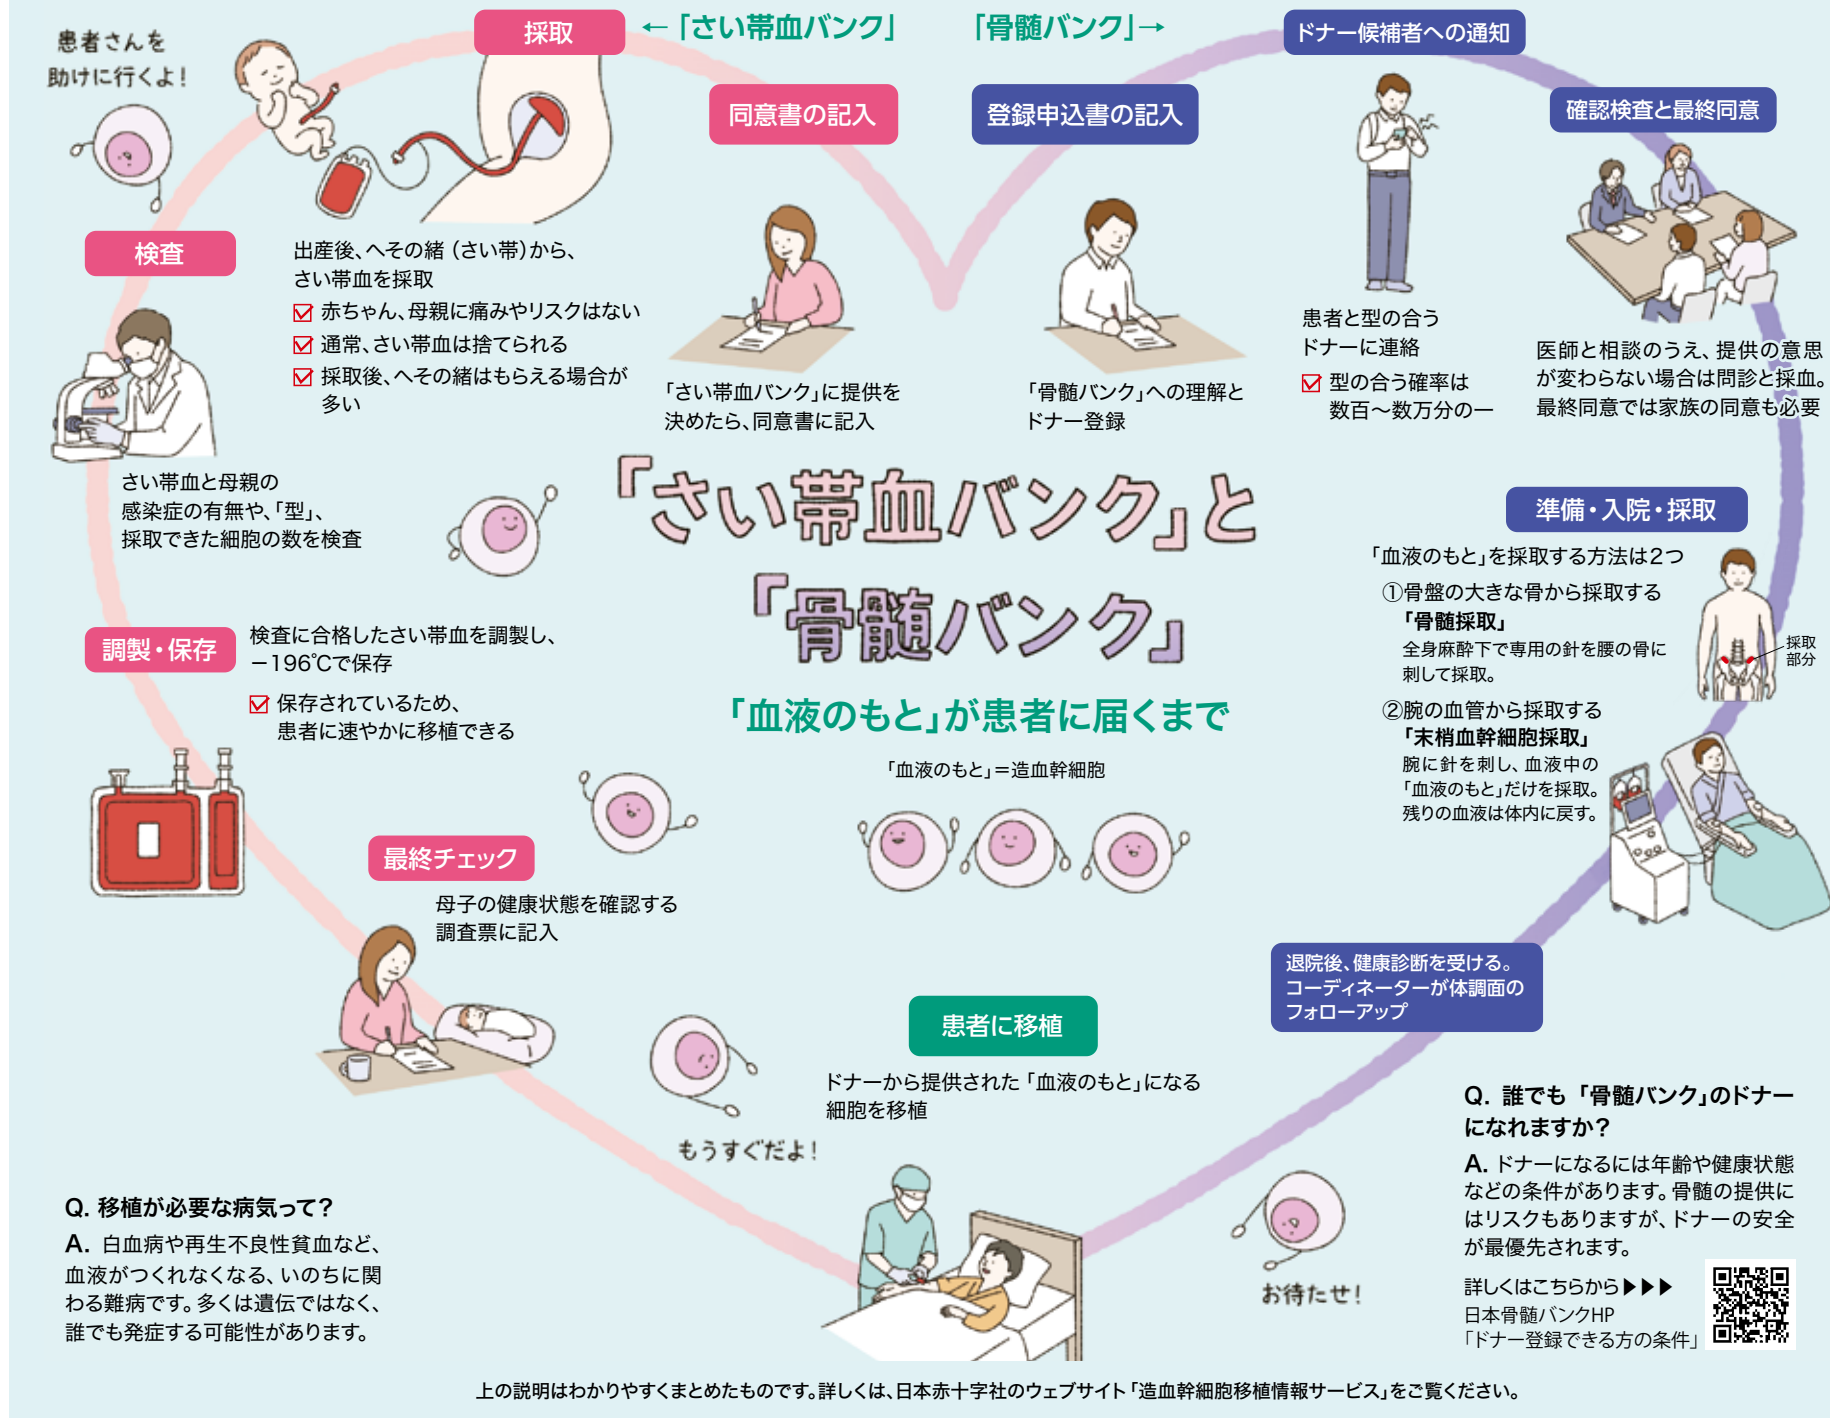 患者さんを
助けに行くよ！
←「さい帯血バンク」
「骨髄バンク」→
「さい帯血バンク」と
「骨髄バンク」
「血液のもと」が患者に届くまで
「血液のもと」＝造血幹細胞
同意書の記入
「さい帯血バンク」に提供を
決めたら、同意書に記入
採取
出産後、へその緒（さい帯）から、
さい帯血を採取
赤ちゃん、母親に痛みやリスクはない
通常、さい帯血は捨てられる
採取後、へその緒はもらえる場合が
多い
検査
さい帯血と母親の
感染症の有無や、「型」、
採取できた細胞の数を検査
調製・保存
検査に合格したさい帯血を調製し、
－196℃で保存
保存されているため、
患者に速やかに移植できる
最終チェック
母子の健康状態を確認する
調査票に記入
もうすぐだよ！
登録申込書の記入
「骨髄バンク」への理解と
ドナー登録
ドナー候補者への通知
患者と型の合う
ドナーに連絡
型の合う確率は
数百〜数万分の一
確認検査と最終同意
医師と相談のうえ、提供の意思
が変わらない場合は問診と採血。
最終同意では家族の同意も必要
準備・入院・採取
「血液のもと」を採取する方法は2つ
①骨盤の大きな骨から採取する
「骨髄採取」
全身麻酔下で専用の針を腰の骨に
刺して採取。
採取
部分
②腕の血管から採取する
「末梢血幹細胞採取」
腕に針を刺し、血液中の
「血液のもと」だけを採取。
残りの血液は体内に戻す。
退院後、健康診断を受ける。
コーディネーターが体調面の
フォローアップ
患者に移植
ドナーから提供された「血液のもと」になる
細胞を移植
お待たせ！
Q. 移植が必要な病気って？
A. 白血病や再生不良性貧血など、
血液がつくれなくなる、いのちに関
わる難病です。多くは遺伝ではなく、
誰でも発症する可能性があります。
Q. 誰でも「骨髄バンク」のドナー
になれますか？
A. ドナーになるには年齢や健康状態
などの条件があります。骨髄の提供に
はリスクもありますが、ドナーの安全
が最優先されます。
詳しくはこちらから▶▶▶
日本骨髄バンクHP
「ドナー登録できる方の条件」
上の説明はわかりやすくまとめたものです。詳しくは、日本赤十字社のウェブサイト「造血幹細胞移植情報サービス」をご覧ください。